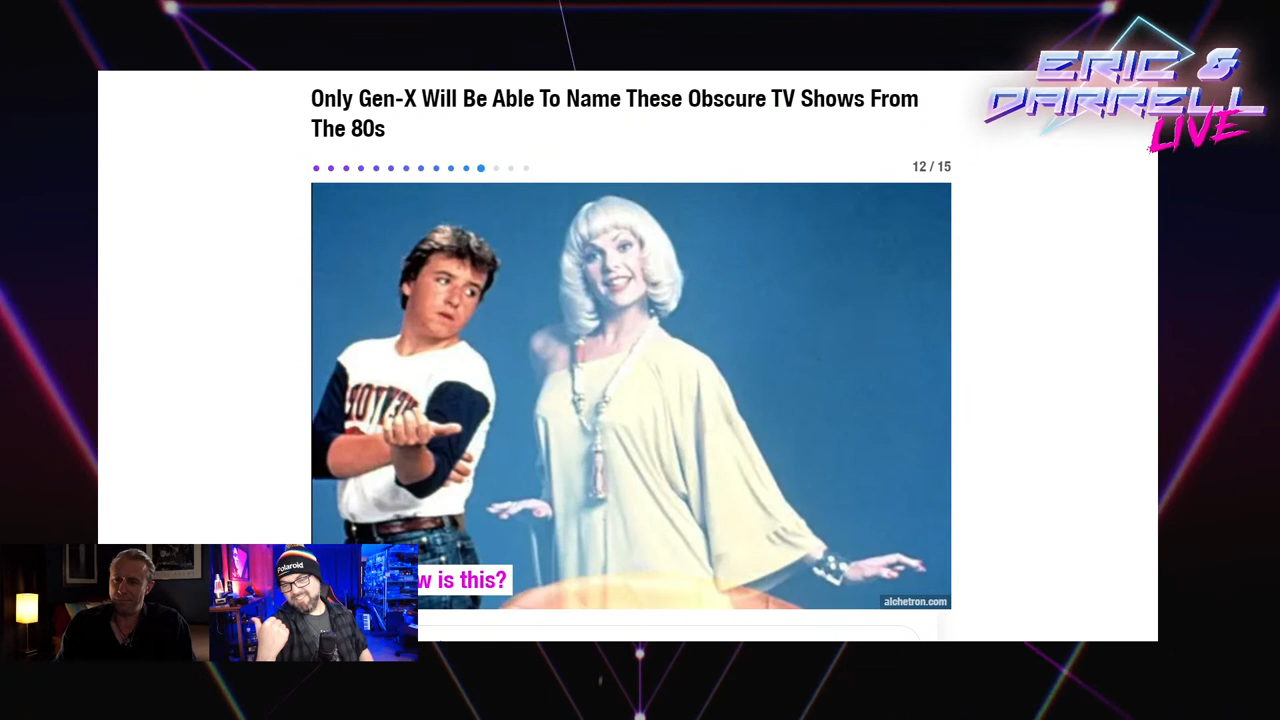 Only Gen-X Will Be Able To Name These Obscure TV Shows From
The 80s
12 / 15
ERIC &
DARRELL
LIVE
w is this?
alchetron.com
Polaroid